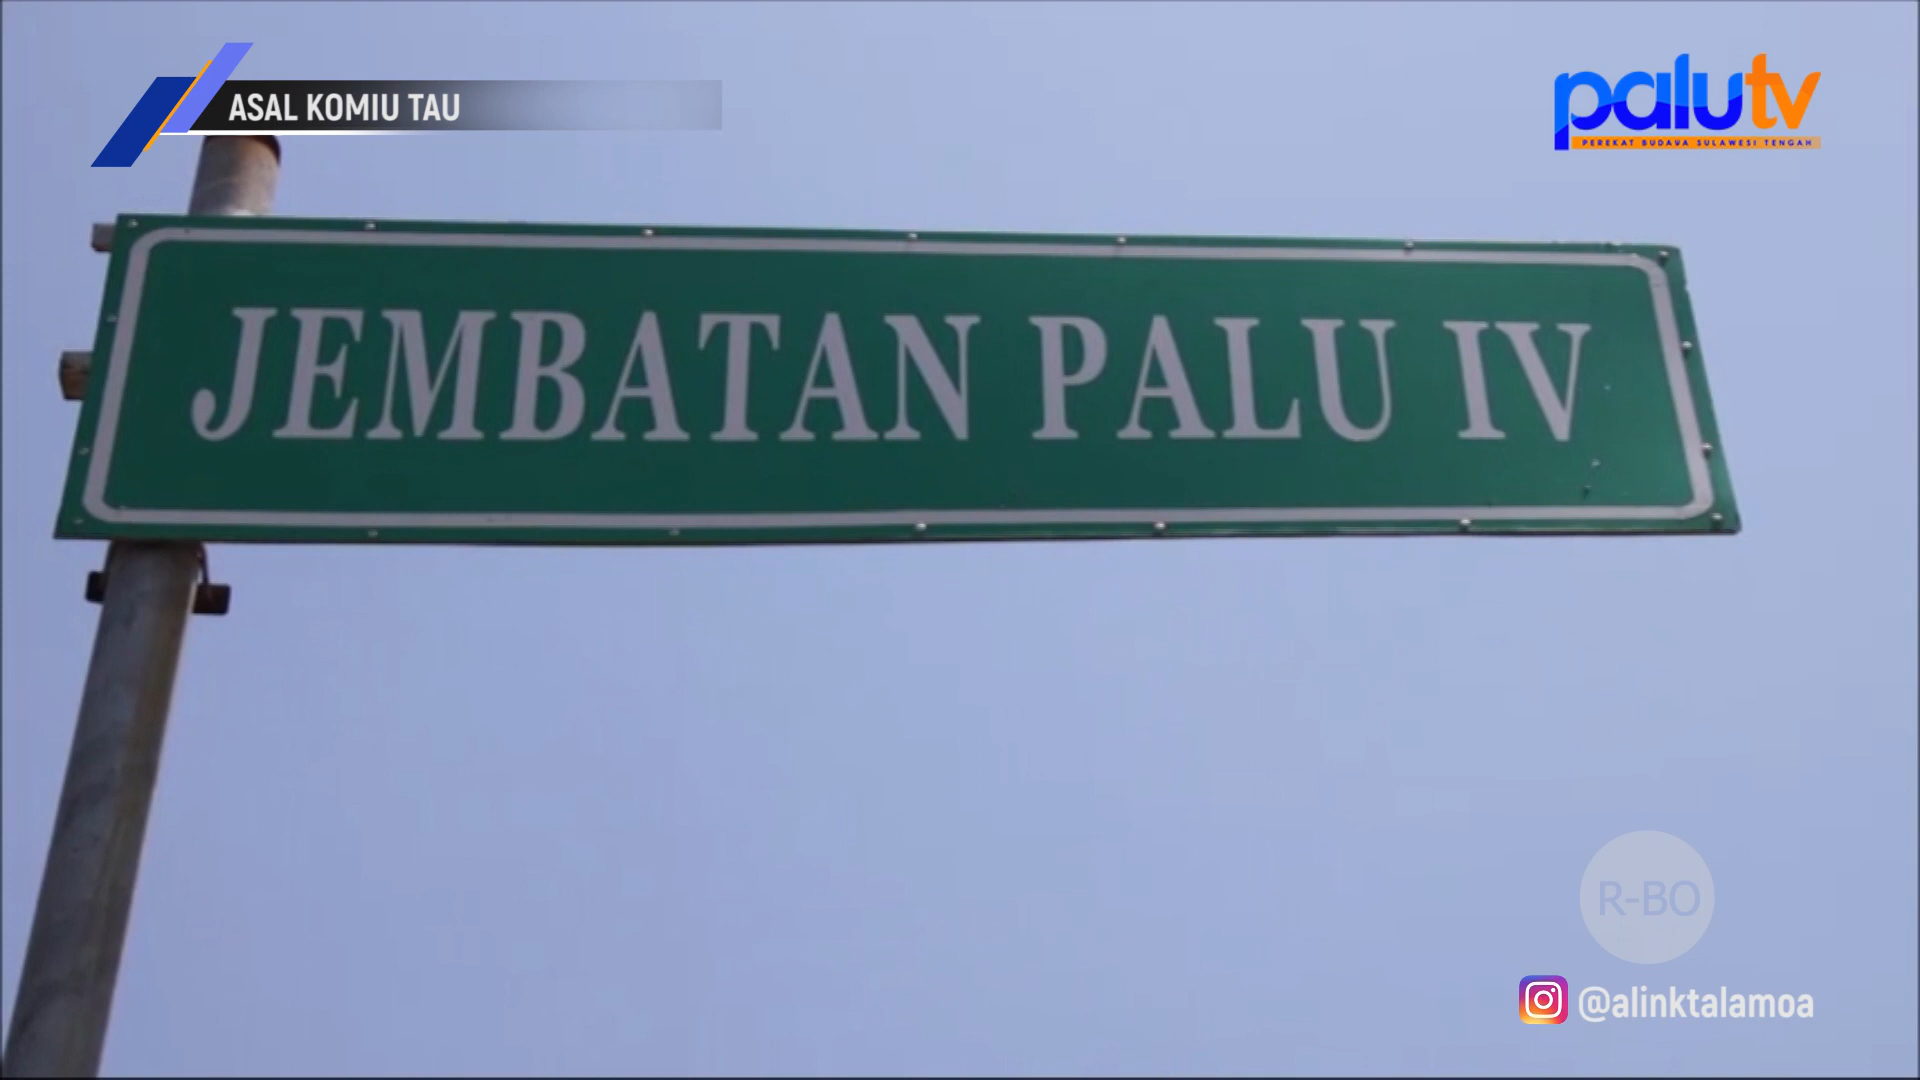 ASAL KOMIU TAU
palutv
PEREKAT BUDAYA SULAWESI TENGAH
JEMBATAN PALU IV
R-BO
@alinktalamoa